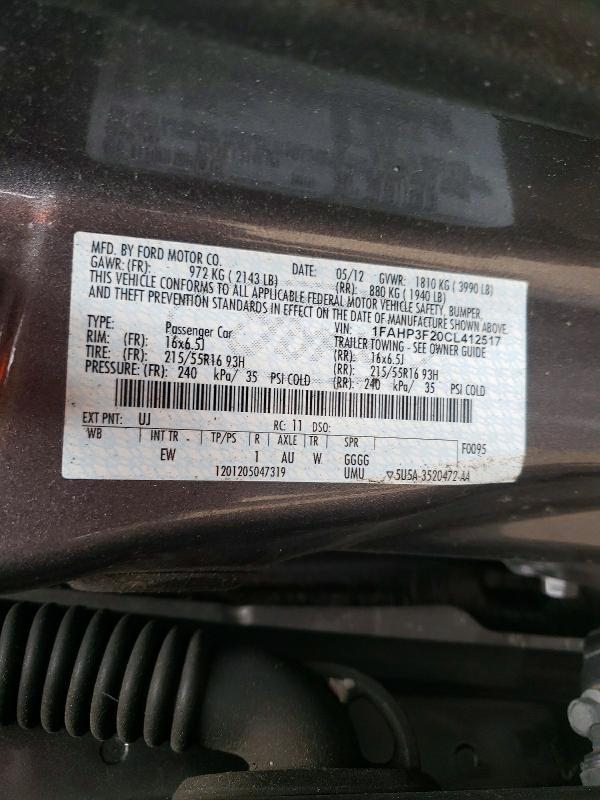 MFD. BY FORD MOTOR CO.
DATE: 05/12 GVWR: 1810 KG ( 3990 LB)
GAWR: (FR): 972 KG ( 2143 LB) (RR): 880 KG ( 1940 LB)
THIS VEHICLE CONFORMS TO ALL APPLICABLE FEDERAL MOTOR VEHICLE SAFETY, BUMPER,
AND THEFT PREVENTION STANDARDS IN EFFECT ON THE DATE OF MANUFACTURE SHOWN ABOVE.
VIN: 1FAHP3F20CL412517
TYPE: Passenger Car TRAILER TOWING - SEE OWNER GUIDE
RIM: (FR): 16x6.5J (RR): 16x6.5J
TIRE: (FR): 215/55R16 93H (RR): 215/55R16 93H
PRESSURE: (FR): 240 kPa/ 35 PSI COLD (RR): 240 kPa/ 35 PSI COLD
EXT PNT: UJ RC: 11 DSO:
WB INT TR TP/PS R AXLE TR SPR F0095
EW 1 AU W GGGG
1201205047319 UMU ▽5U5A-3520472-AA